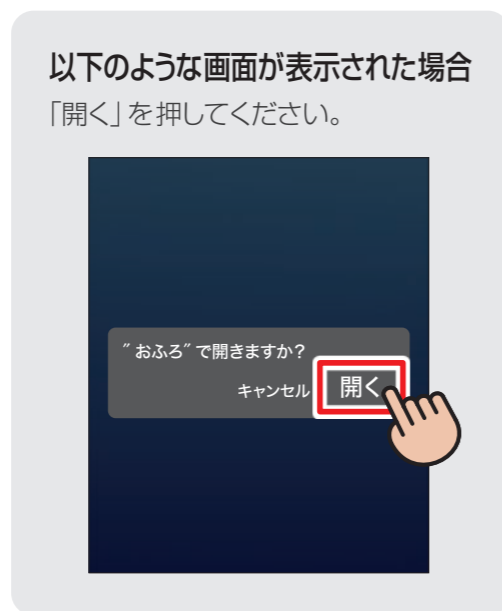 以下のような画面が表示された場合
「開く」を押してください。
"おふろ"で開きますか?
キャンセル 開く